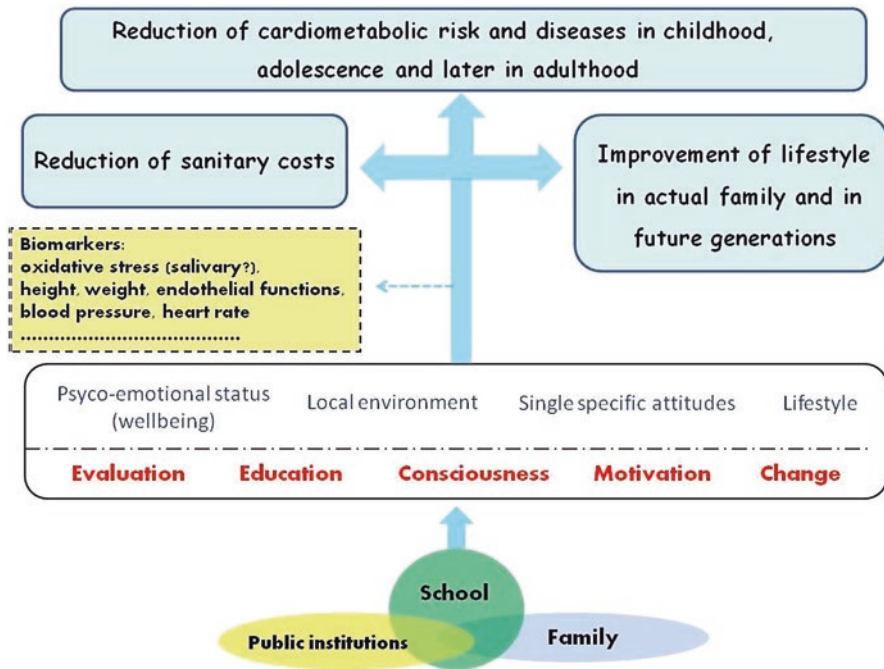 Reduction of cardiometabolic risk and diseases in childhood,
adolescence and later in adulthood
Reduction of sanitary costs
Improvement of lifestyle
in actual family and in
future generations
Biomarkers:
oxidative stress (salivary?),
height, weight, endothelial functions,
blood pressure, heart rate
.......................................
Psyco-emotional status
(wellbeing)
Local environment
Single specific attitudes
Lifestyle
Evaluation
Education
Consciousness
Motivation
Change
School
Public institutions
Family